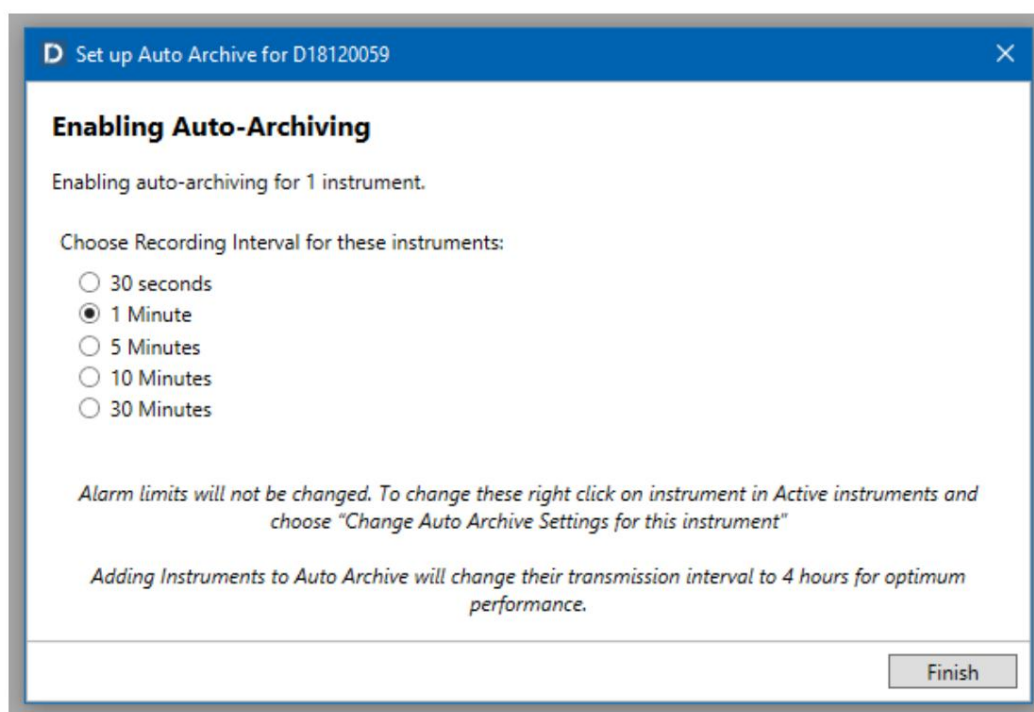 D Set up Auto Archive for D18120059
Enabling Auto-Archiving
Enabling auto-archiving for 1 instrument.
Choose Recording Interval for these instruments:
30 seconds
1 Minute
5 Minutes
10 Minutes
30 Minutes
Alarm limits will not be changed. To change these right click on instrument in Active instruments and
choose “Change Auto Archive Settings for this instrument”
Adding Instruments to Auto Archive will change their transmission interval to 4 hours for optimum
performance.
Finish